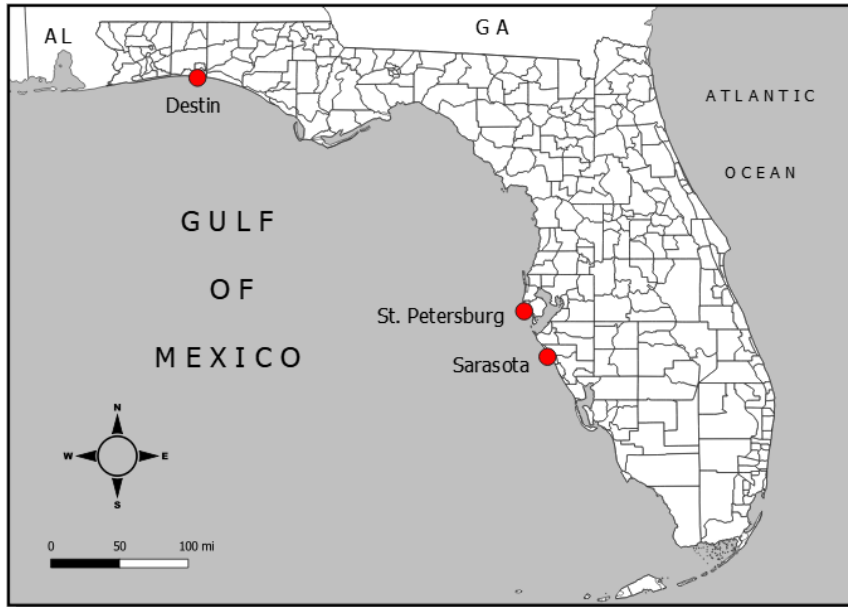 AL
GA
Destin
ATLANTIC
OCEAN
GULF
OF
MEXICO
St. Petersburg
Sarasota
N
W E
S
0 50 100 mi